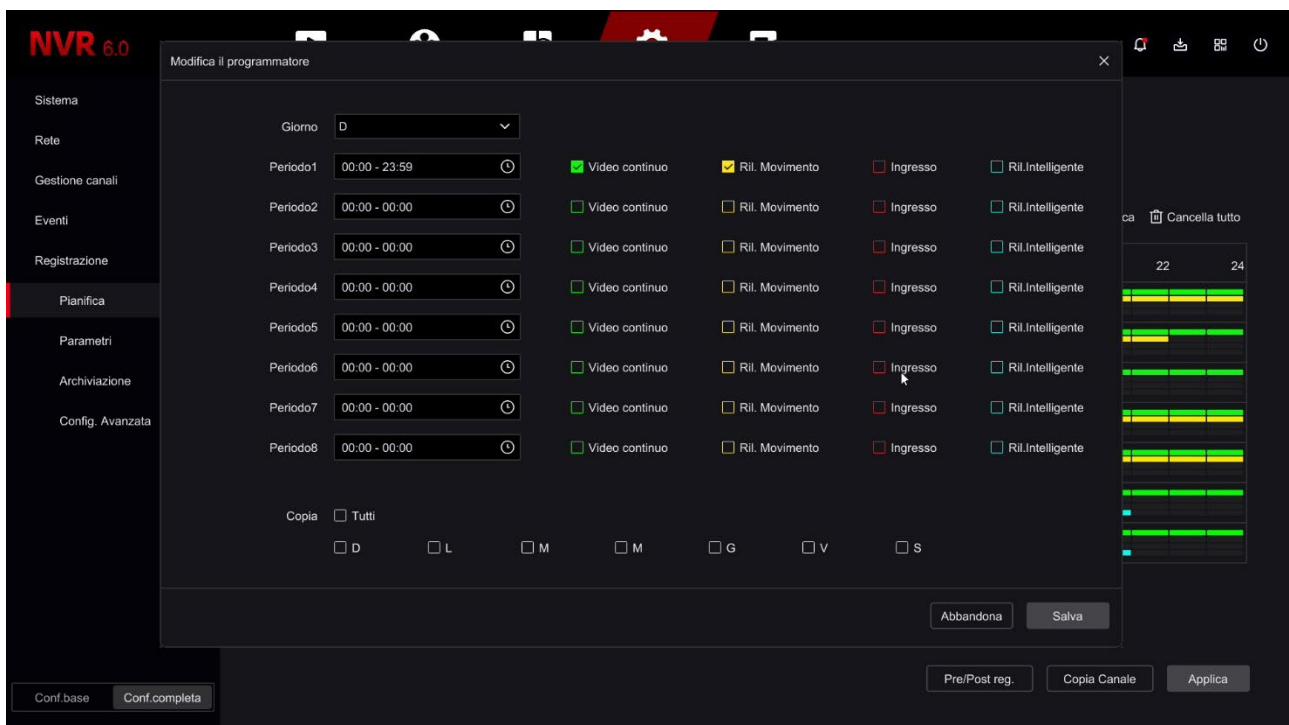 NVR 6.0
Modifica il programmatore
Sistema
Rete
Gestione canali
Eventi
Registrazione
Pianifica
Parametri
Archiviazione
Config. Avanzata
Conf.base Conf.completa
Giorno D
Periodo1 00:00 - 23:59 Video continuo Ril. Movimento Ingresso Ril.Intelligente
Periodo2 00:00 - 00:00 Video continuo Ril. Movimento Ingresso Ril.Intelligente
Periodo3 00:00 - 00:00 Video continuo Ril. Movimento Ingresso Ril.Intelligente
Periodo4 00:00 - 00:00 Video continuo Ril. Movimento Ingresso Ril.Intelligente
Periodo5 00:00 - 00:00 Video continuo Ril. Movimento Ingresso Ril.Intelligente
Periodo6 00:00 - 00:00 Video continuo Ril. Movimento Ingresso Ril.Intelligente
Periodo7 00:00 - 00:00 Video continuo Ril. Movimento Ingresso Ril.Intelligente
Periodo8 00:00 - 00:00 Video continuo Ril. Movimento Ingresso Ril.Intelligente
Copia Tutti
D L M M G V S
Abbandona Salva
ca Cancella tutto
22 24
Pre/Post reg. Copia Canale Applica